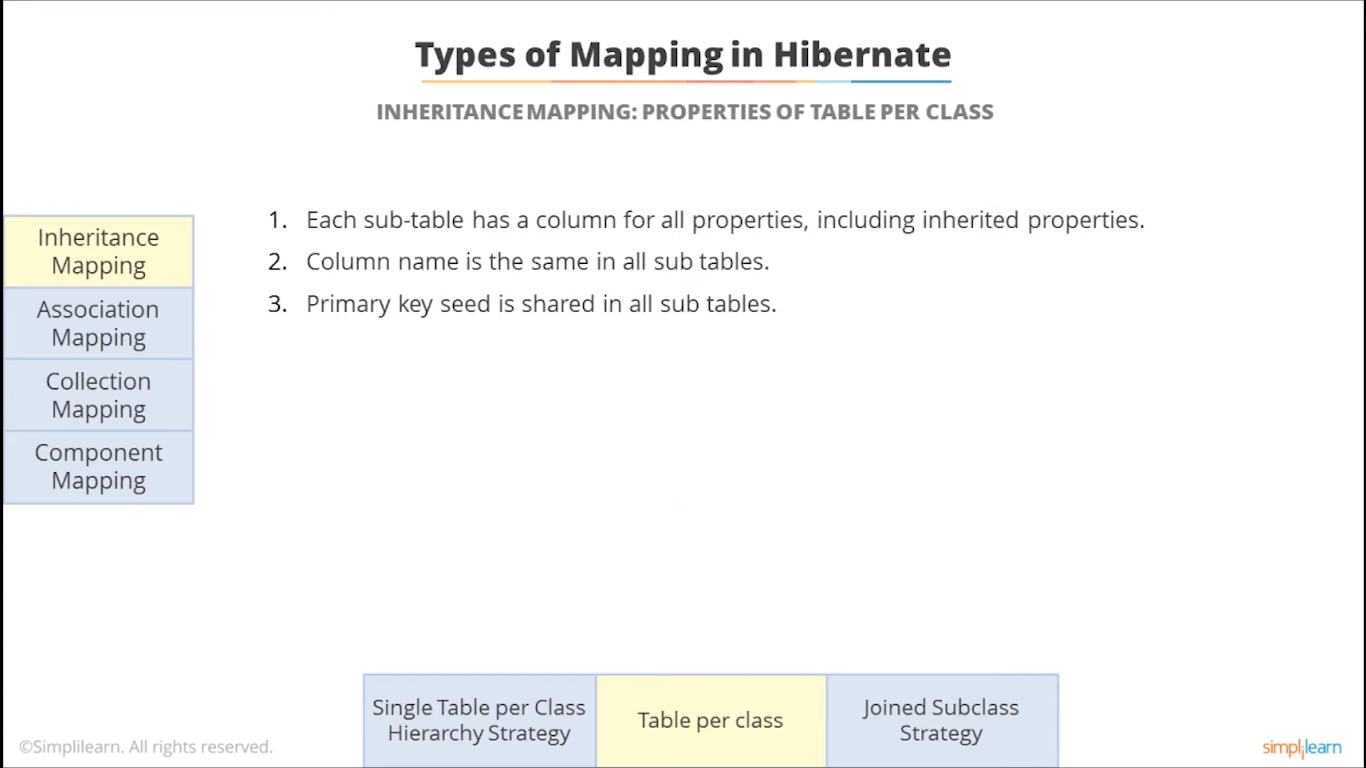 Types of Mapping in Hibernate
INHERITANCE MAPPING: PROPERTIES OF TABLE PER CLASS
Inheritance
Mapping
Association
Mapping
Collection
Mapping
Component
Mapping
1. Each sub-table has a column for all properties, including inherited properties.
2. Column name is the same in all sub tables.
3. Primary key seed is shared in all sub tables.
Single Table per Class
Hierarchy Strategy
Table per class
Joined Subclass
Strategy
©Simplilearn. All rights reserved.
simplilearn